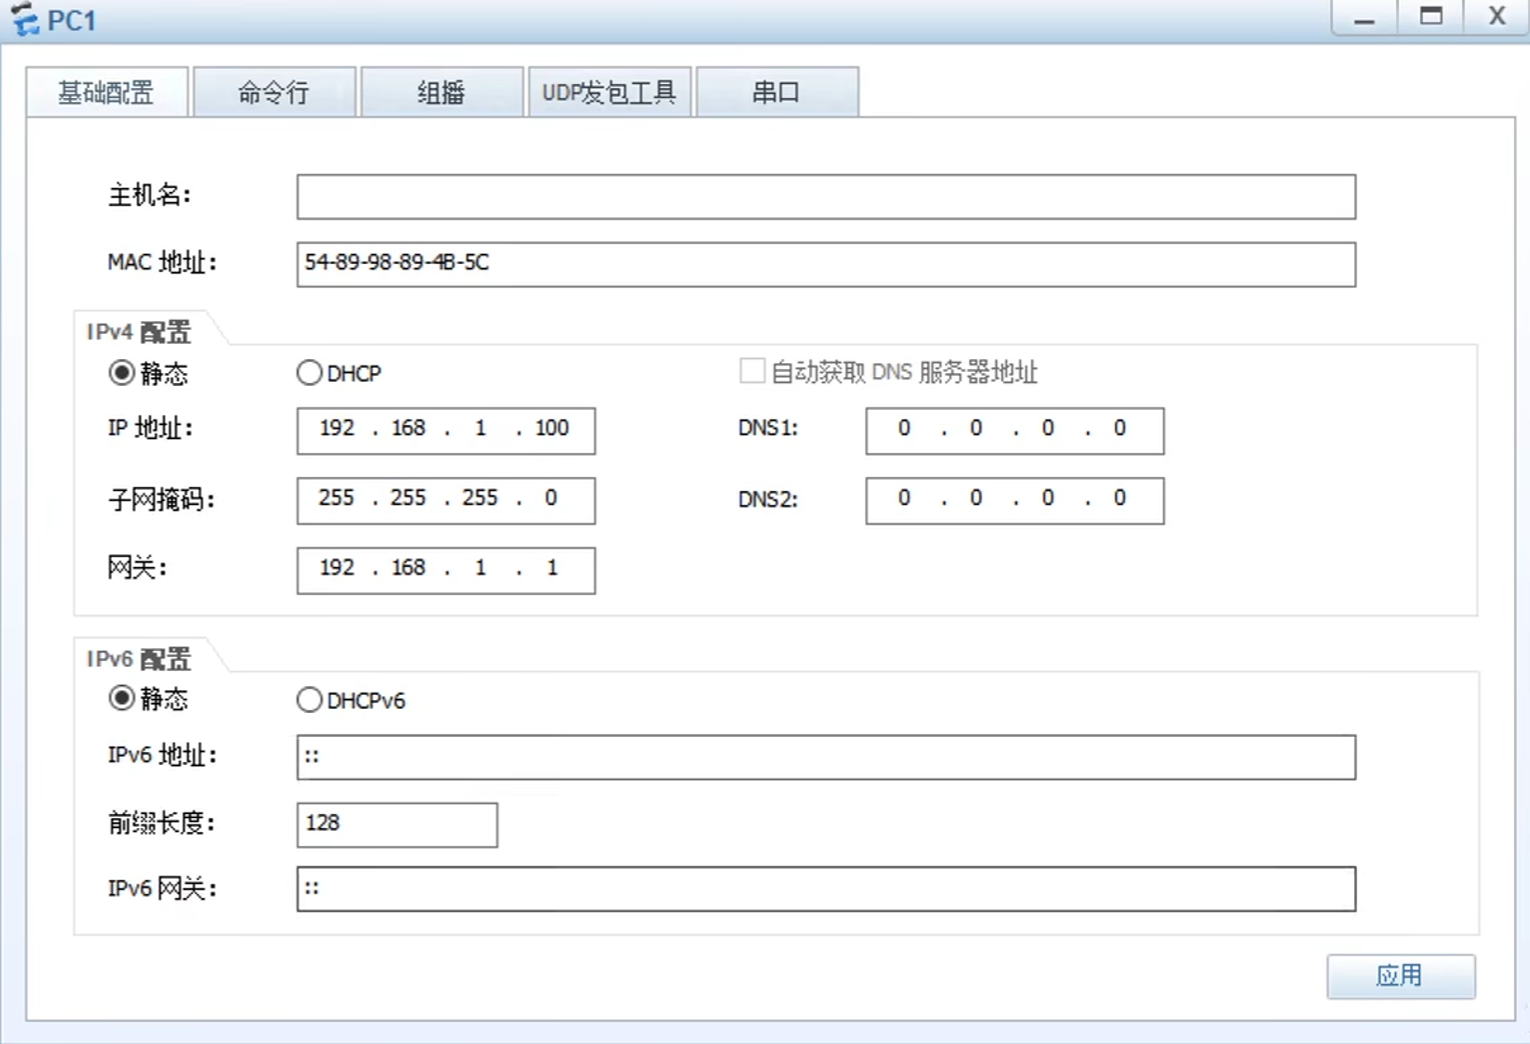 PC1
基础配置 命令行 组播 UDP发包工具 串口
主机名:
MAC 地址: 54-89-98-89-4B-5C
IPv4 配置
静态 DHCP 自动获取 DNS 服务器地址
IP 地址: 192 . 168 . 1 . 100 DNS1: 0 . 0 . 0 . 0
子网掩码: 255 . 255 . 255 . 0 DNS2: 0 . 0 . 0 . 0
网关: 192 . 168 . 1 . 1
IPv6 配置
静态 DHCPv6
IPv6 地址: ::
前缀长度: 128
IPv6 网关: ::
应用